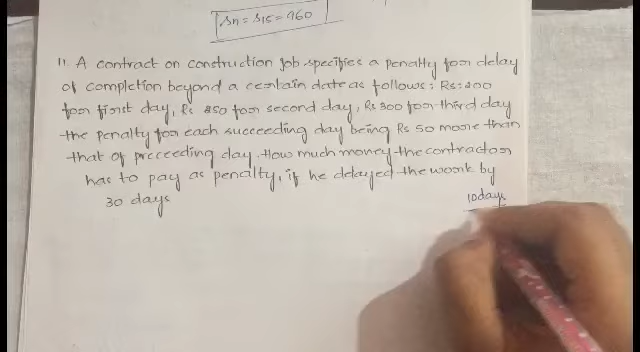 Sn = S15 = 960
11. A contract on construction job specifies a penalty for delay
of completion beyond a certain date as follows: Rs: 200
for first day, Rs 250 for second day, Rs 300 for third day
the penalty for each succeeding day being Rs 50 more than
that of preceeding day. How much money the contractor
has to pay as penalty, if he delayed the work by
30 days
10 days